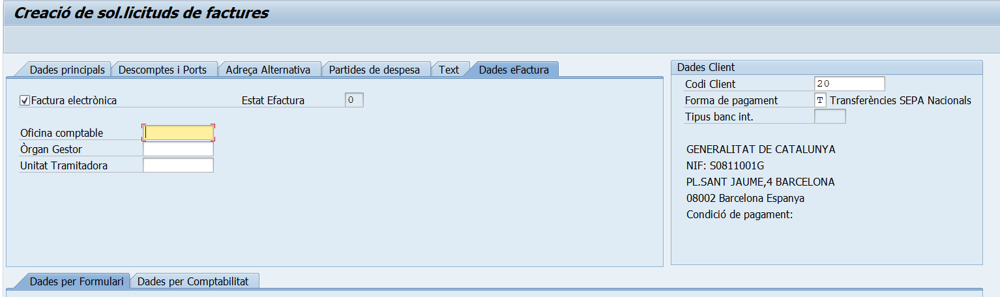 Creació de sol.licituds de factures
Dades principals Descomptes i Ports Adreça Alternativa Partides de despesa Text Dades eFactura
Factura electrònica Estat Efactura 0
Oficina comptable
Òrgan Gestor
Unitat Tramitadora
Dades Client
Codi Client 20
Forma de pagament T Transferències SEPA Nacionals
Tipus banc int.
GENERALITAT DE CATALUNYA
NIF: S0811001G
PL.SANT JAUME,4 BARCELONA
08002 Barcelona Espanya
Condició de pagament:
Dades per Formulari Dades per Comptabilitat